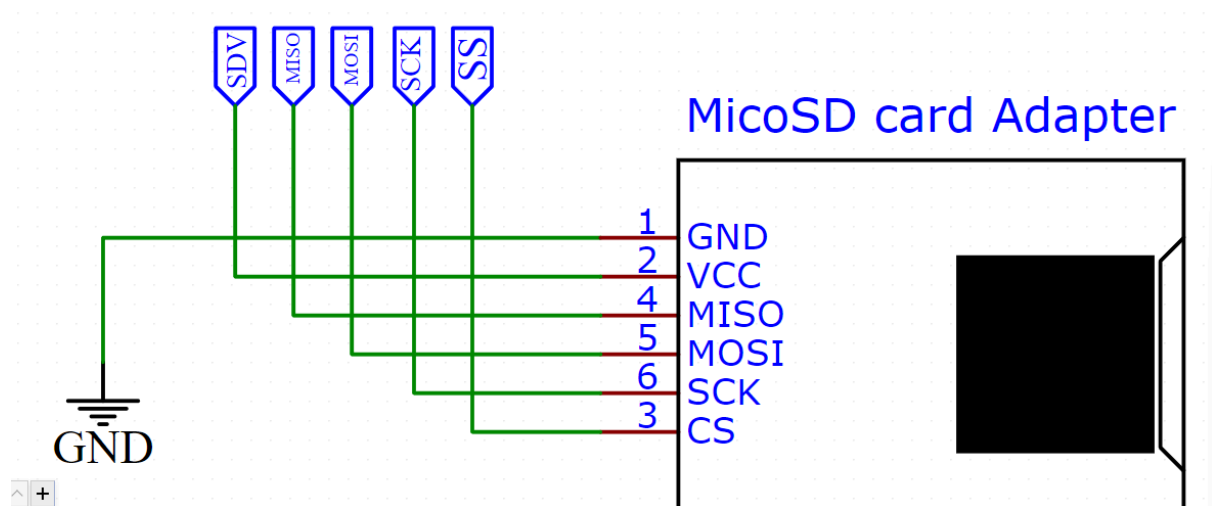 SDV MISO MOSI SCK SS
MicoSD card Adapter
1 GND
2 VCC
4 MISO
5 MOSI
6 SCK
3 CS
GND